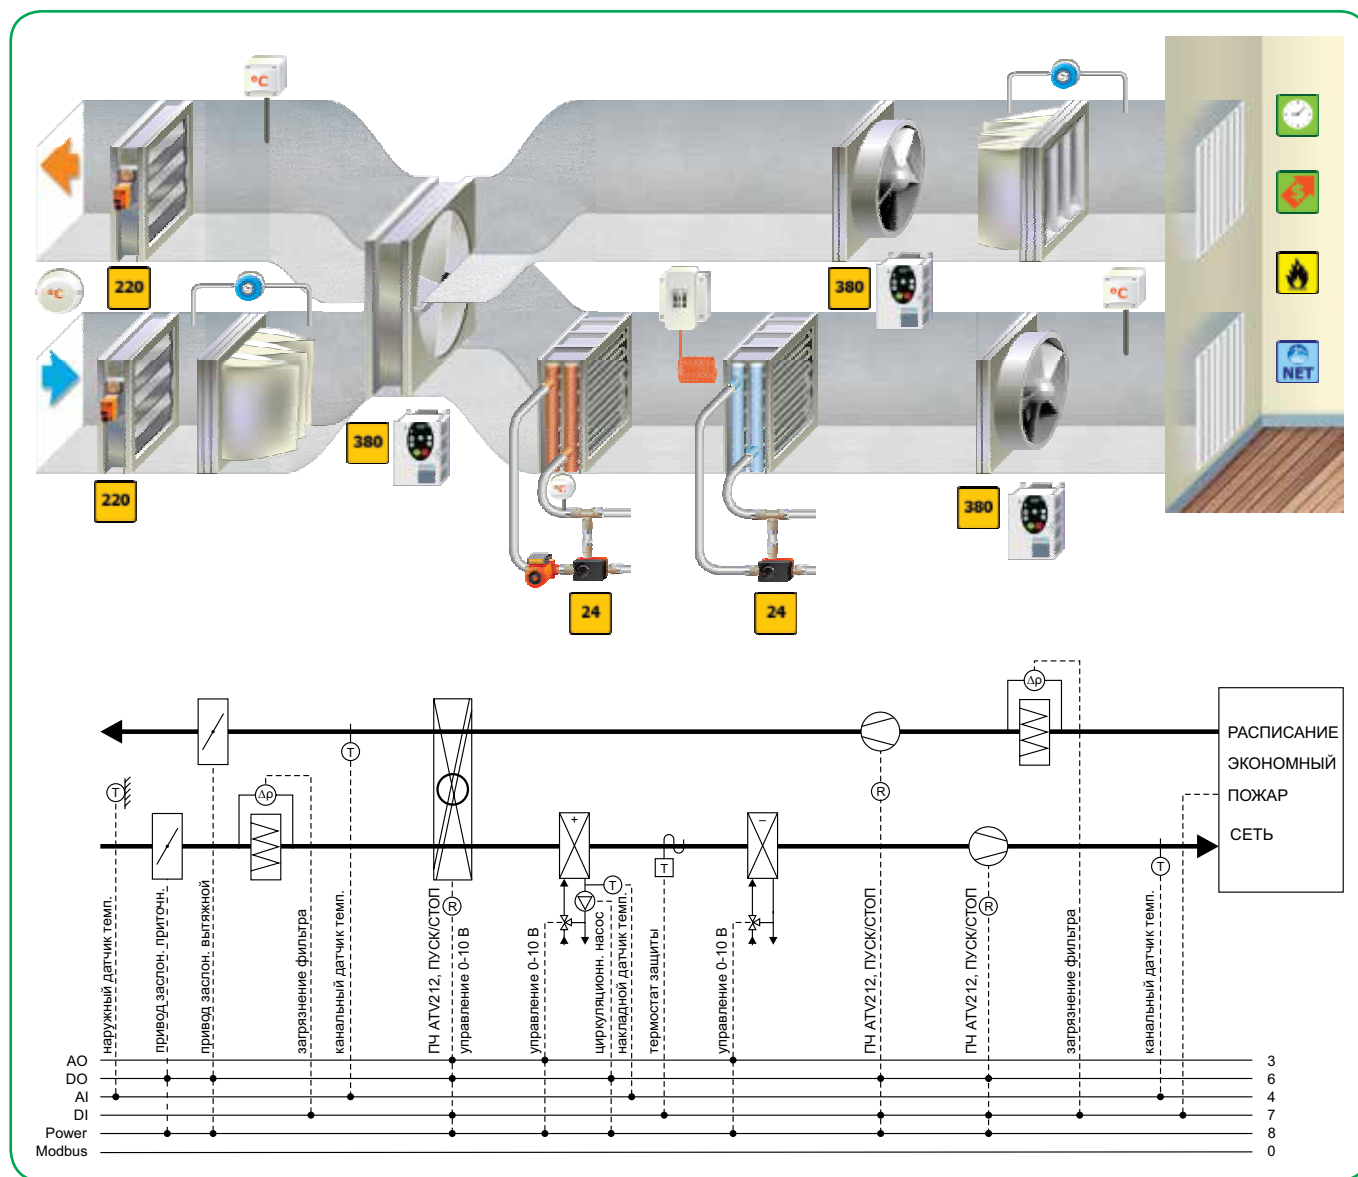 °C
°C
220
380
380
°C
220
380
NET
°C
380
24
24
Δρ
T
РАСПИСАНИЕ
ЭКОНОМНЫЙ
ПОЖАР
СЕТЬ
T
Δρ
R
+
–
T
T
T
R
R
наружный датчик темп.
привод заслон. приточн.
привод заслон. вытяжной
загрязнение фильтра
канальный датчик темп.
ПЧ ATV212, ПУСК/СТОП
управление 0-10 В
управление 0-10 В
циркуляционн. насос
накладной датчик темп.
термостат защиты
управление 0-10 В
ПЧ ATV212, ПУСК/СТОП
ПЧ ATV212, ПУСК/СТОП
загрязнение фильтра
канальный датчик темп.
AO 3
DO 6
AI 4
DI 7
Power 8
Modbus 0